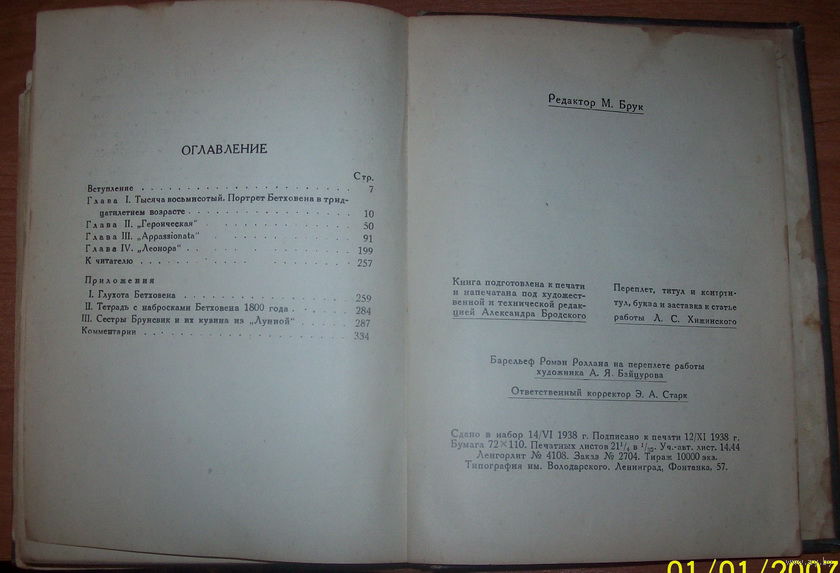 ОГЛАВЛЕНИЕ
Стр.
Вступление . . . . . . . . . . . . . . . . . . . . 7
Глава I. Тысяча восьмисотый. Портрет Бетховена в трид-
цатилетнем возрасте . . . . . . . . . . . . . . . 10
Глава II. „Героическая“ . . . . . . . . . . . . . 50
Глава III. „Appassionata“ . . . . . . . . . . . . 91
Глава IV. „Леонора“ . . . . . . . . . . . . . . . 199
К читателю . . . . . . . . . . . . . . . . . . . . 257
Приложения
I. Глухота Бетховена . . . . . . . . . . . . . . . 259
II. Тетрадь с набросками Бетховена 1800 года . . . . 284
III. Сестры Брунсвик и их кузина из „Лунной“ . . . . 287
Комментарии . . . . . . . . . . . . . . . . . . . 334
Редактор М. Брук
Книга подготовлена к печати
и напечатана под художест-
венной и технической редак-
цией Александра Бродского
Переплет, титул и контрти-
тул, буква и заставка к статье
работы Л. С. Хижинского
Барельеф Ромэн Роллана на переплете работы
художника А. Я. Бэйцурова
Ответственный корректор Э. А. Старк
Сдано в набор 14/VI 1938 г. Подписано к печати 12/XI 1938 г.
Бумага 72×110. Печатных листов 21¹/₄ в ¹/₃₂. Уч.-авт. лист. 14.44
Ленгорлит № 4108. Заказ № 2704. Тираж 10000 экз.
Типография им. Володарского. Ленинград, Фонтанка, 57.
01/01/2007